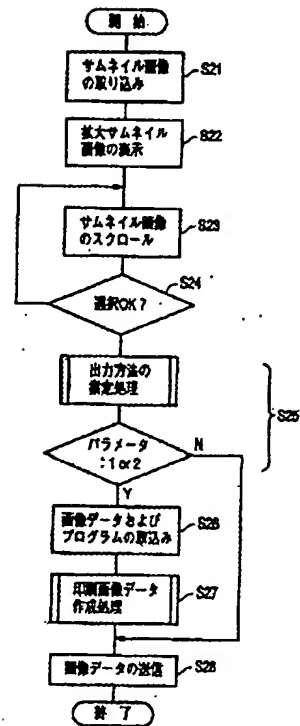 開 始
サムネイル画像
の取り込み
S21
拡大サムネイル
画像の表示
S22
サムネイル画像
のスクロール
S23
S24
選択OK?
出力方法の
指定処理
パラメータ
:1 or 2
N
S25
Y
画像データおよび
プログラムの取込み
S26
印刷画像データ
作成処理
S27
画像データの送信
S28
終 了